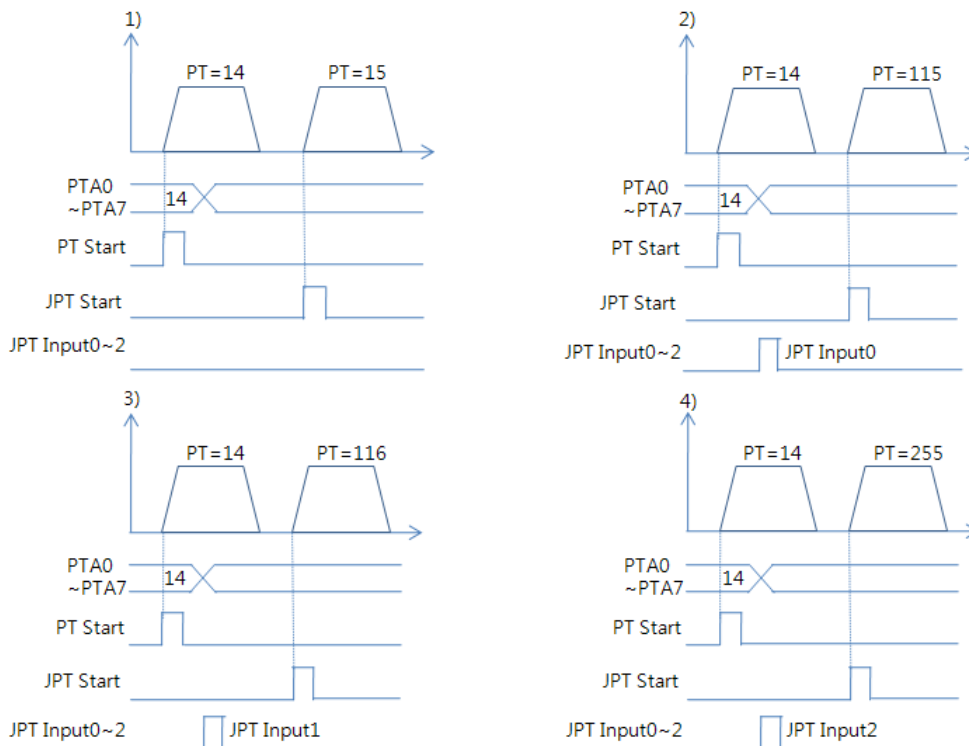 1)
PT=14 PT=15
PTA0
~PTA7
14
PT Start
JPT Start
JPT Input0~2
2)
PT=14 PT=115
PTA0
~PTA7
14
PT Start
JPT Start
JPT Input0~2 JPT Input0
3)
PT=14 PT=116
PTA0
~PTA7
14
PT Start
JPT Start
JPT Input0~2 JPT Input1
4)
PT=14 PT=255
PTA0
~PTA7
14
PT Start
JPT Start
JPT Input0~2 JPT Input2